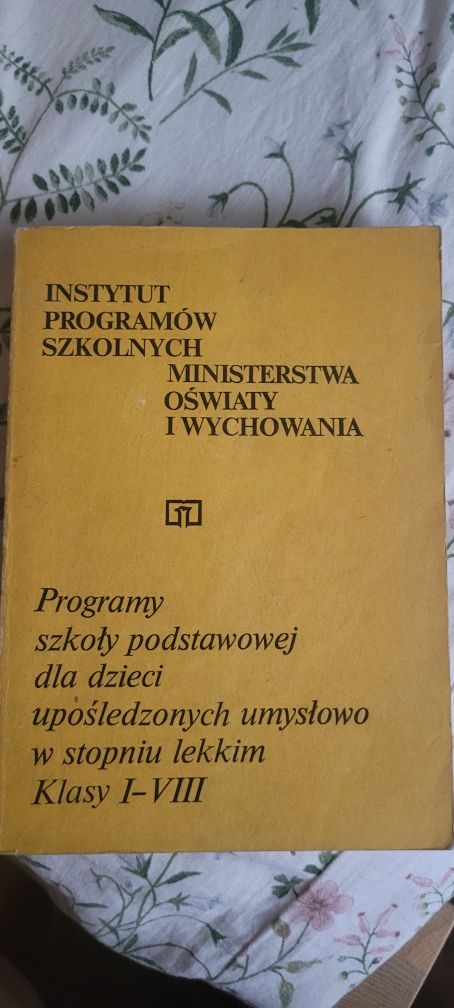 INSTYTUT
PROGRAMÓW
SZKOLNYCH
MINISTERSTWA
OŚWIATY
I WYCHOWANIA
Programy
szkoły podstawowej
dla dzieci
upośledzonych umysłowo
w stopniu lekkim
Klasy I–VIII